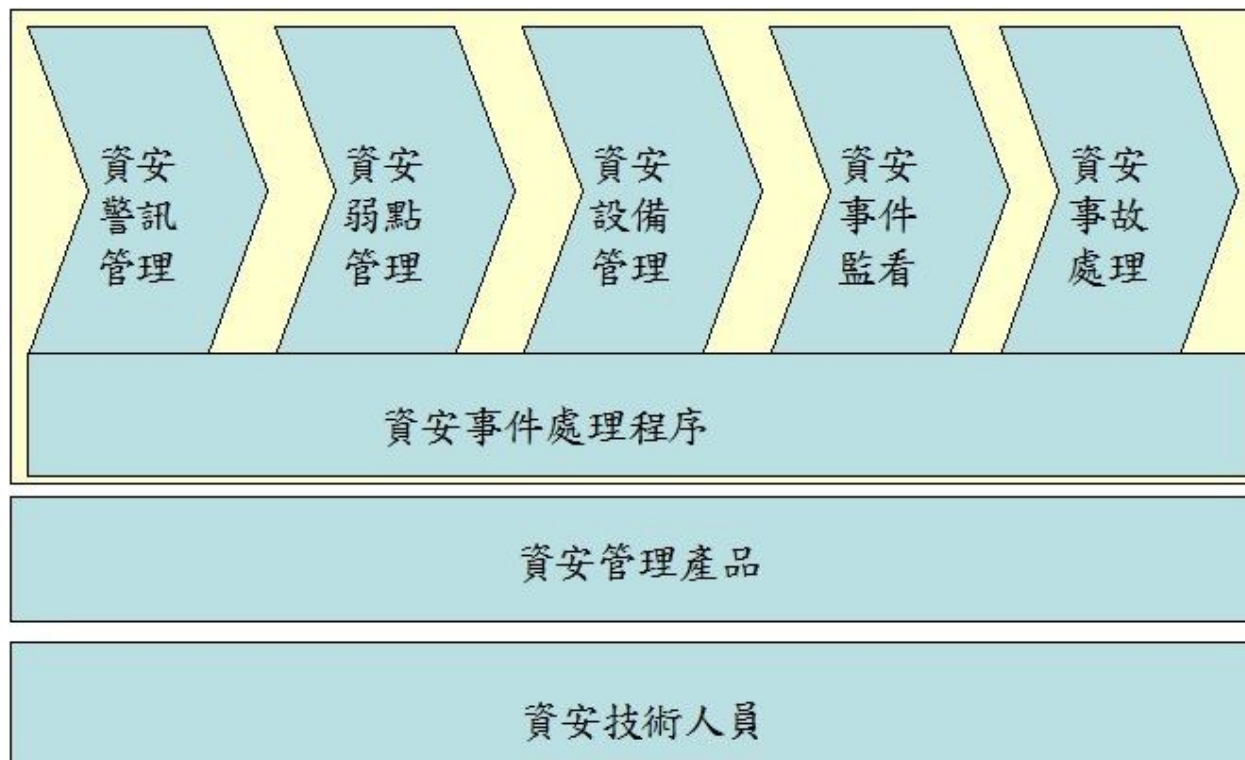 資安
警訊
管理
資安
弱點
管理
資安
設備
管理
資安
事件
監看
資安
事故
處理
資安事件處理程序
資安管理產品
資安技術人員